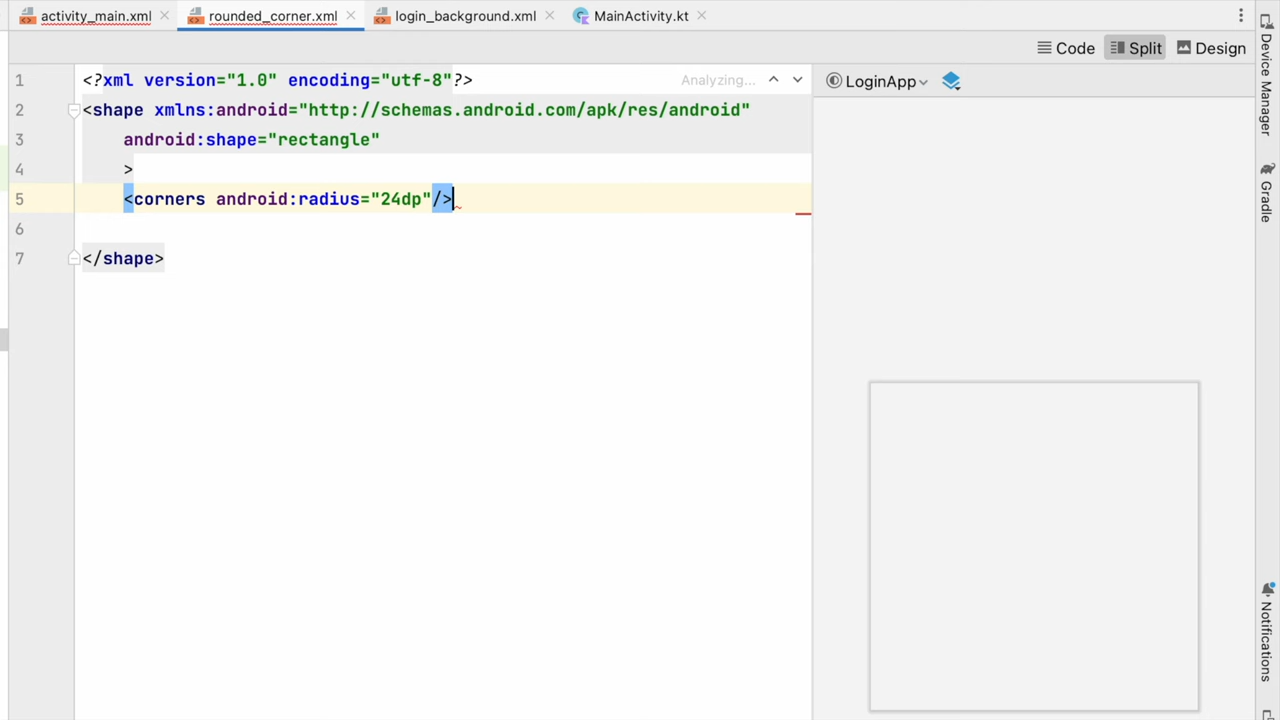 activity_main.xml rounded_corner.xml login_background.xml MainActivity.kt
Code Split Design
1 <?xml version="1.0" encoding="utf-8"?> Analyzing... LoginApp
2 <shape xmlns:android="http://schemas.android.com/apk/res/android"
3 android:shape="rectangle"
4 >
5 <corners android:radius="24dp"/>
6
7 </shape>
Device Manager
Gradle
Notifications